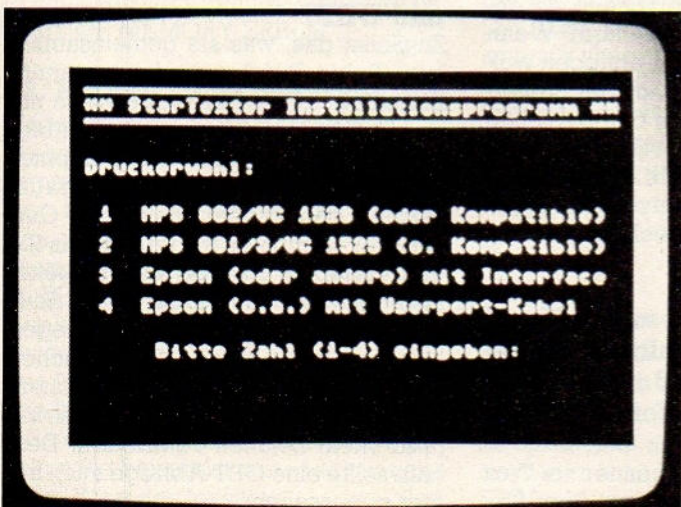 ** StarTexter Installationsprogramm **
Druckerwahl:
1 MPS 802/VC 1526 (oder Kompatible)
2 MPS 801/3/VC 1525 (o. Kompatible)
3 Epson (oder andere) mit Interface
4 Epson (o.a.) mit Userport-Kabel
Bitte Zahl (1-4) eingeben: